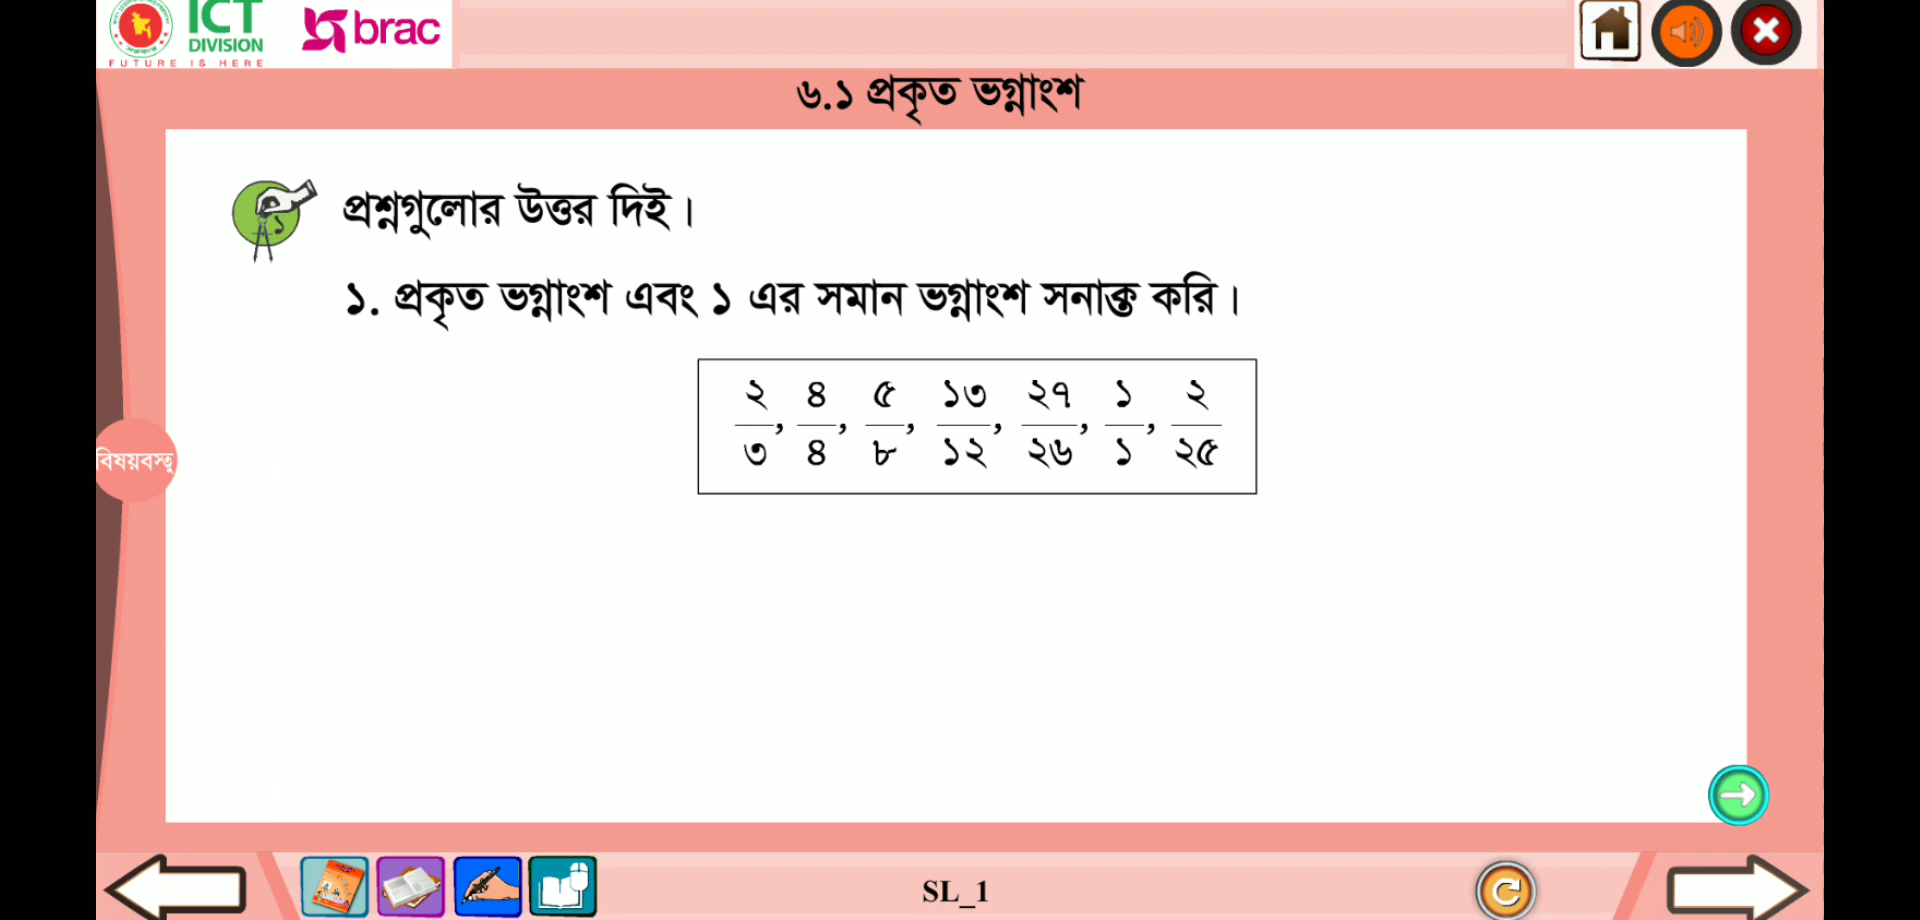 ICT
DIVISION
FUTURE IS HERE
brac
৬.১ প্রকৃত ভগ্নাংশ
১
প্রশ্নগুলোর উত্তর দিই।
১. প্রকৃত ভগ্নাংশ এবং ১ এর সমান ভগ্নাংশ সনাক্ত করি।
২/৩, ৪/৪, ৫/৮, ১৩/১২, ২৭/২৬, ১/১, ২/২৫
বিষয়বস্তু
SL_1